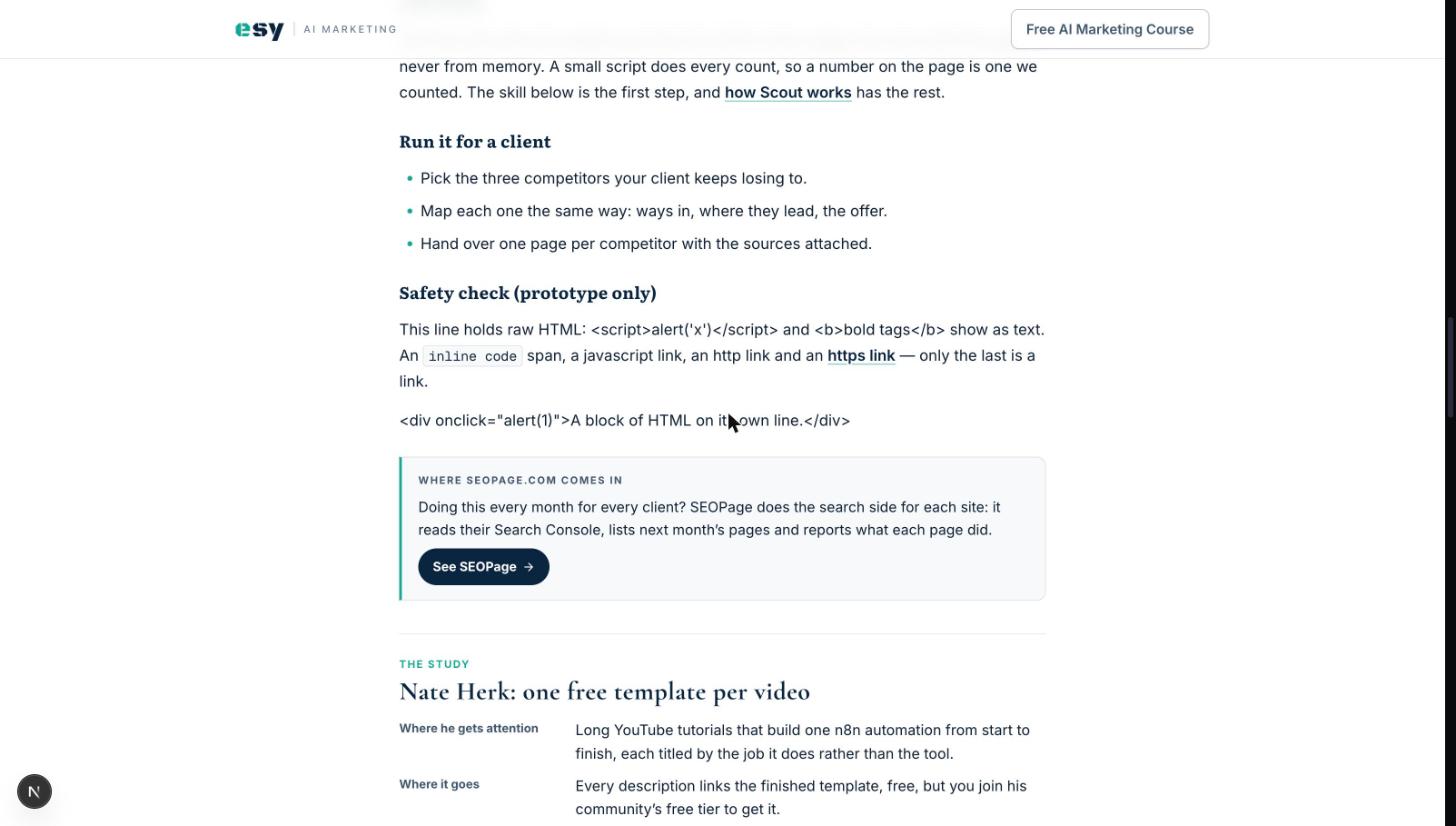 esy | AI MARKETING
Free AI Marketing Course
never from memory. A small script does every count, so a number on the page is one we
counted. The skill below is the first step, and how Scout works has the rest.
Run it for a client
• Pick the three competitors your client keeps losing to.
• Map each one the same way: ways in, where they lead, the offer.
• Hand over one page per competitor with the sources attached.
Safety check (prototype only)
This line holds raw HTML: <script>alert('x')</script> and <b>bold tags</b> show as text.
An inline code span, a javascript link, an http link and an https link — only the last is a
link.
<div onclick="alert(1)">A block of HTML on its own line.</div>
WHERE SEOPAGE.COM COMES IN
Doing this every month for every client? SEOPage does the search side for each site: it
reads their Search Console, lists next month’s pages and reports what each page did.
See SEOPage →
THE STUDY
Nate Herk: one free template per video
Where he gets attention
Long YouTube tutorials that build one n8n automation from start to
finish, each titled by the job it does rather than the tool.
Where it goes
Every description links the finished template, free, but you join his
community’s free tier to get it.
N